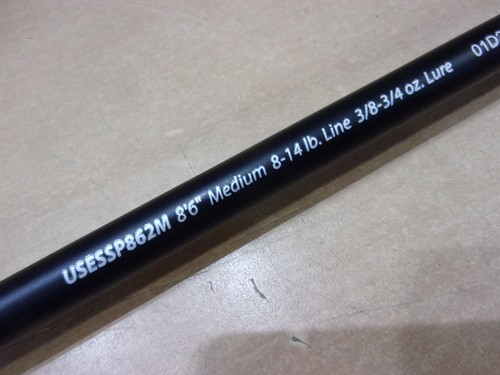 USESSP862M 8'6" Medium 8-14 lb. Line 3/8-3/4 oz. Lure